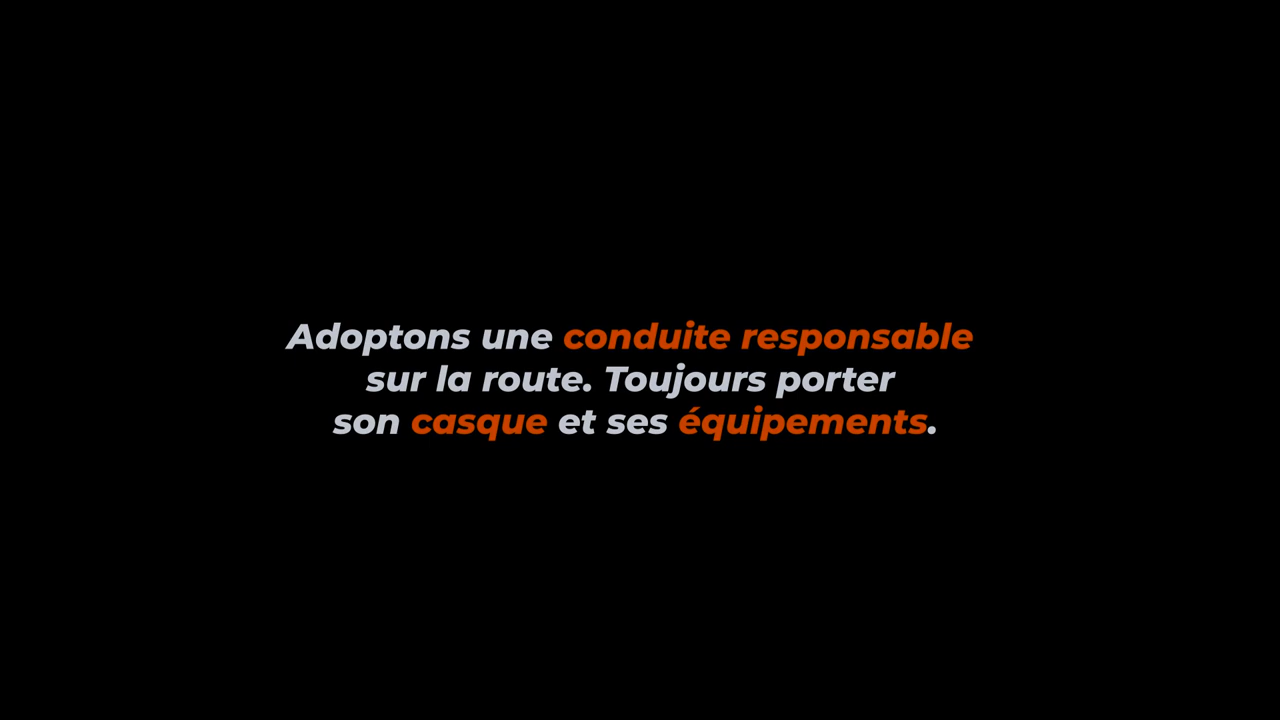 Adoptons une conduite responsable
sur la route. Toujours porter
son casque et ses équipements.